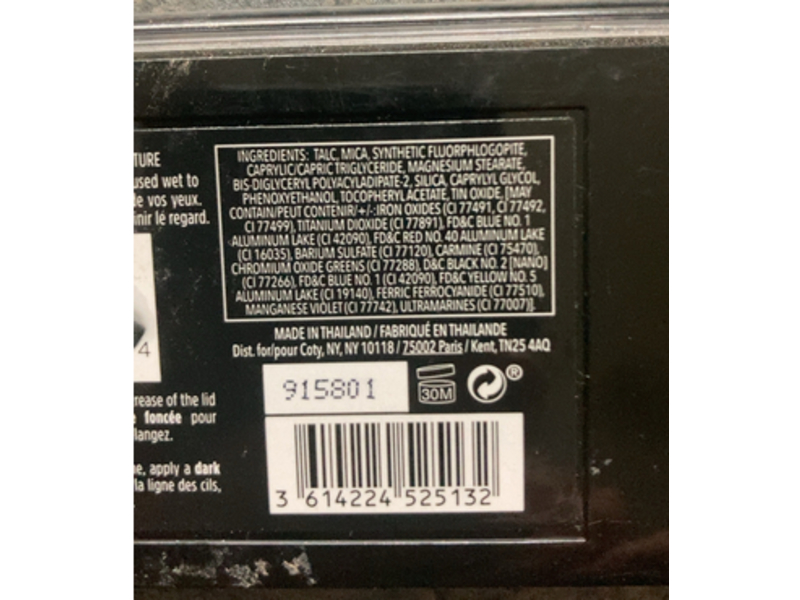 TURE
used wet to
le vos yeux.
inir le regard.
INGREDIENTS: TALC, MICA, SYNTHETIC FLUORPHLOGOPITE,
CAPRYLIC/CAPRIC TRIGLYCERIDE, MAGNESIUM STEARATE,
BIS-DIGLYCERYL POLYACYLADIPATE-2, SILICA, CAPRYLYL GLYCOL,
PHENOXYETHANOL, TOCOPHERYL ACETATE, TIN OXIDE, [MAY
CONTAIN/PEUT CONTENIR/+/-:IRON OXIDES (CI 77491, CI 77492,
CI 77499), TITANIUM DIOXIDE (CI 77891), FD&C BLUE NO. 1
ALUMINUM LAKE (CI 42090), FD&C RED NO. 40 ALUMINUM LAKE
(CI 16035), BARIUM SULFATE (CI 77120), CARMINE (CI 75470),
CHROMIUM OXIDE GREENS (CI 77288), D&C BLACK NO. 2 [NANO]
(CI 77266), FD&C BLUE NO. 1 (CI 42090), FD&C YELLOW NO. 5
ALUMINUM LAKE (CI 19140), FERRIC FERROCYANIDE (CI 77510),
MANGANESE VIOLET (CI 77742), ULTRAMARINES (CI 77007)].
MADE IN THAILAND / FABRIQUÉ EN THAILANDE
Dist. for/pour Coty, NY, NY 10118 / 75002 Paris / Kent, TN25 4AQ
4
915801
30M
®
rease of the lid
foncée pour
langez.
e, apply a dark
la ligne des cils,
3 614224 525132